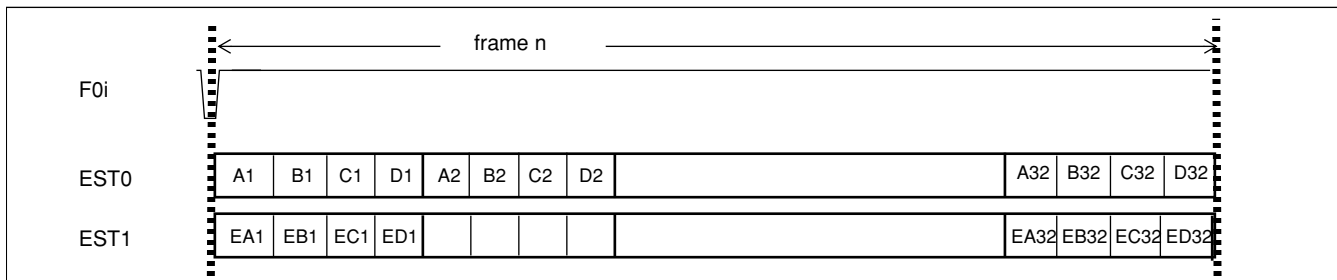 frame n
F0i
EST0 A1 B1 C1 D1 A2 B2 C2 D2 A32 B32 C32 D32
EST1 EA1 EB1 EC1 ED1 EA32 EB32 EC32 ED32